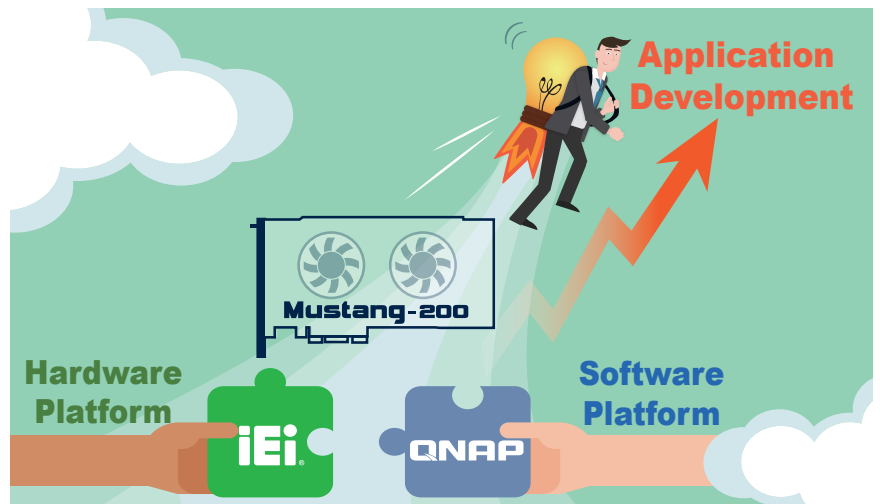 Application
Development
Mustang-200
Hardware
Platform
iEi®
QNAP
Software
Platform